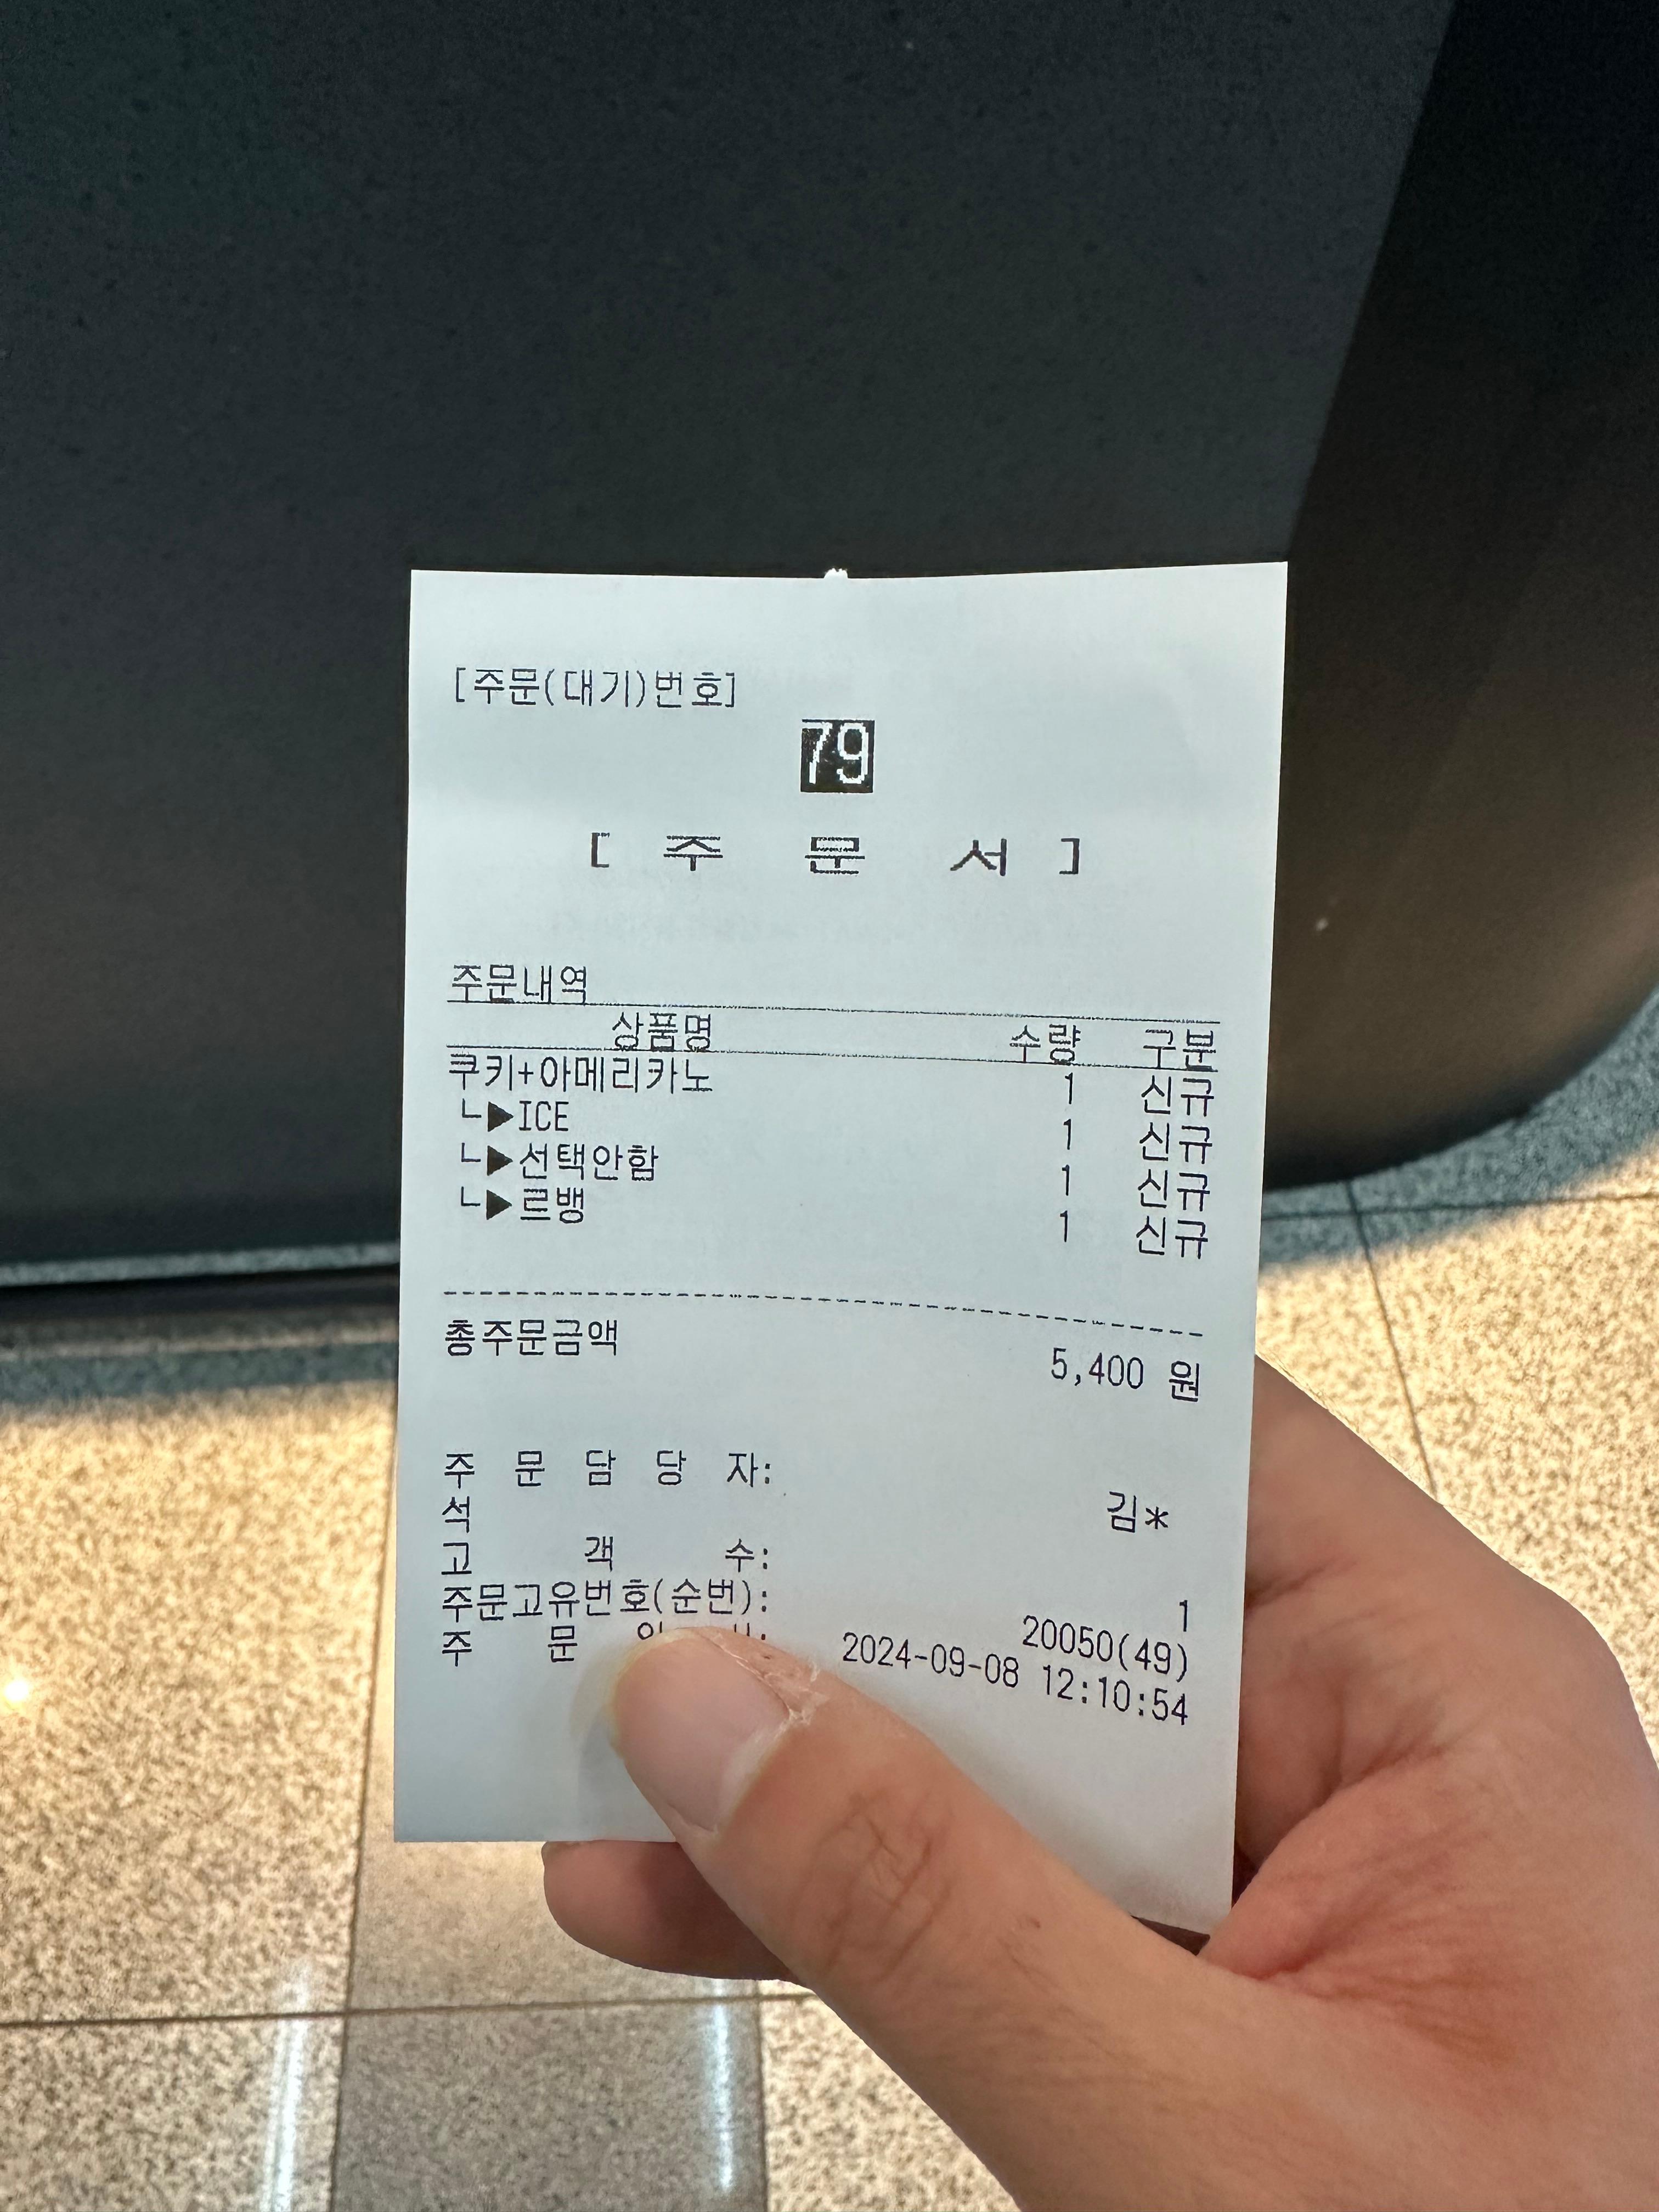 [주문(대기)번호]
79
[ 주 문 서 ]
주문내역
상품명 수량 구분
쿠키+아메리카노 1 신규
└▶ICE 1 신규
└▶선택안함 1 신규
└▶르뱅 1 신규
총주문금액 5,400 원
주 문 담 당 자: 김*
석
고 객 수: 1
주문고유번호(순번): 20050(49)
주 문 2024-09-08 12:10:54